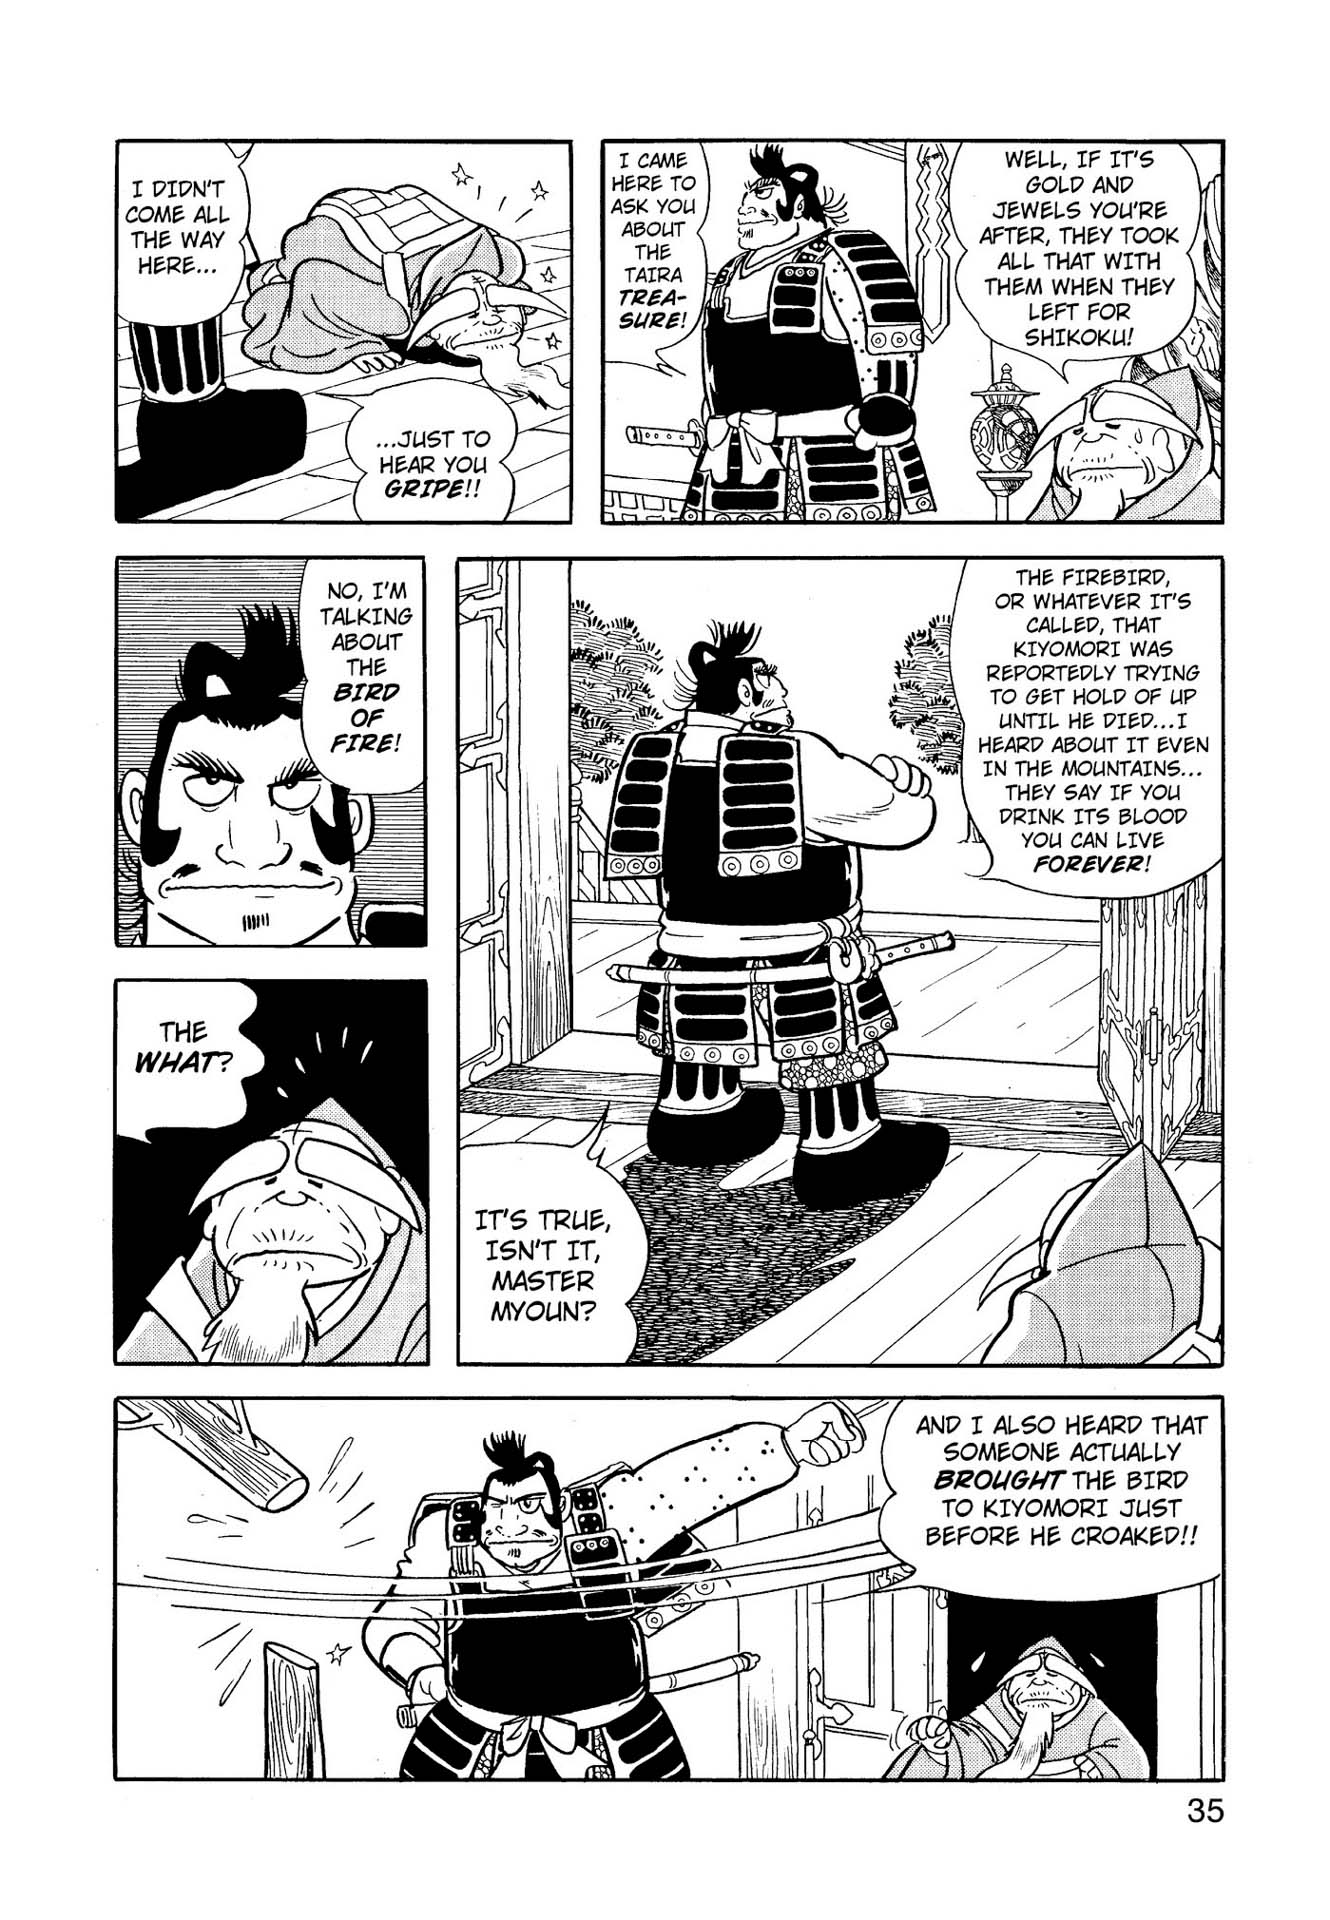 I DIDN'T
COME ALL
THE WAY
HERE...
...JUST TO
HEAR YOU
GRIPE!!
I CAME
HERE TO
ASK YOU
ABOUT
THE
TAIRA
TREA-
SURE!
WELL, IF IT'S
GOLD AND
JEWELS YOU'RE
AFTER, THEY TOOK
ALL THAT WITH
THEM WHEN THEY
LEFT FOR
SHIKOKU!
NO, I'M
TALKING
ABOUT
THE
BIRD
OF
FIRE!
THE
WHAT?
THE FIREBIRD,
OR WHATEVER IT'S
CALLED, THAT
KIYOMORI WAS
REPORTEDLY TRYING
TO GET HOLD OF UP
UNTIL HE DIED...I
HEARD ABOUT IT EVEN
IN THE MOUNTAINS...
THEY SAY IF YOU
DRINK ITS BLOOD
YOU CAN LIVE
FOREVER!
IT'S TRUE,
ISN'T IT,
MASTER
MYOUN?
AND I ALSO HEARD THAT
SOMEONE ACTUALLY
BROUGHT THE BIRD
TO KIYOMORI JUST
BEFORE HE CROAKED!!
35